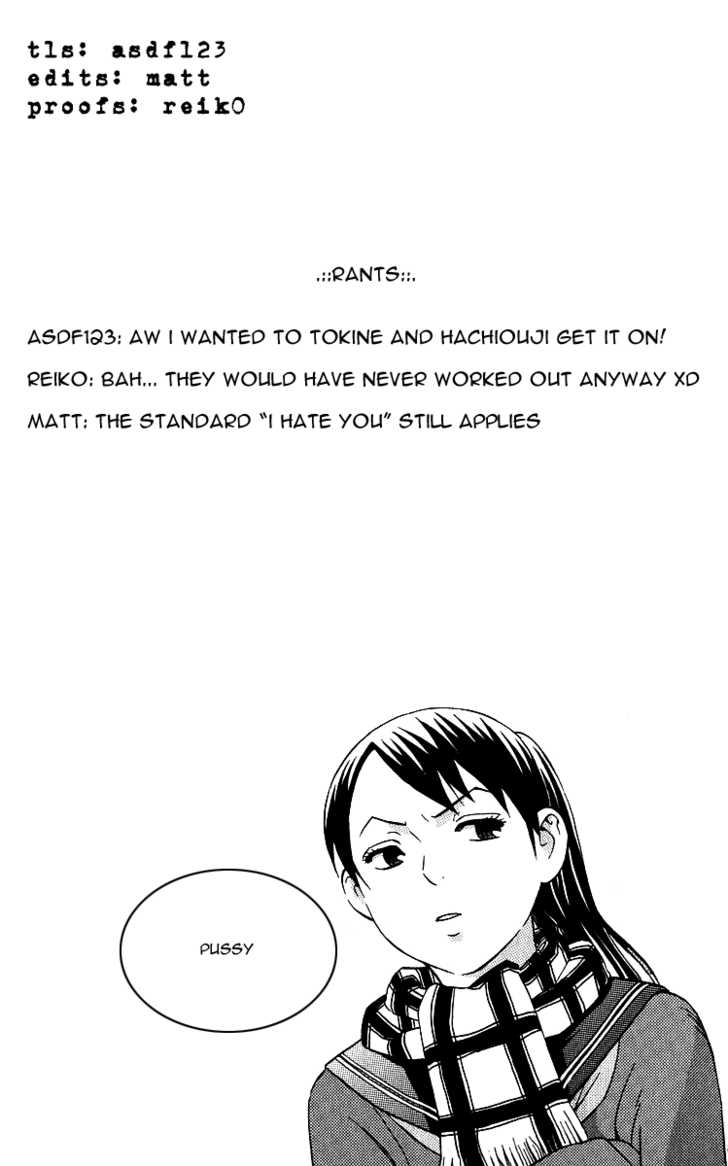 tls: asdf123
edits: matt
proofs: reik0
.::RANTS::.
ASDF123: AW I WANTED TO TOKINE AND HACHIOUJI GET IT ON!
REIKO: BAH... THEY WOULD HAVE NEVER WORKED OUT ANYWAY XD
MATT: THE STANDARD "I HATE YOU" STILL APPLIES
PUSSY